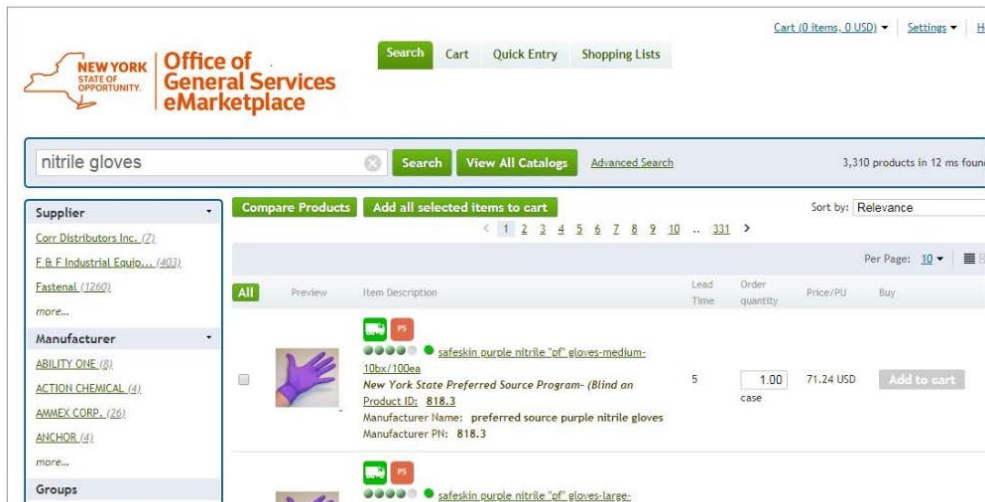 Cart (0 items, 0 USD)
Settings
NEW YORK
STATE OF
OPPORTUNITY.
Office of
General Services
eMarketplace
Search
Cart
Quick Entry
Shopping Lists
nitrile gloves
Search
View All Catalogs
Advanced Search
3,310 products in 12 ms foun
Supplier
Corr Distributors Inc. (7)
F & F Industrial Equip... (403)
Fastenal (1260)
more...
Manufacturer
ABILITY ONE (8)
ACTION CHEMICAL (4)
AMMEX CORP. (26)
ANCHOR (4)
more...
Groups
Compare Products
Add all selected items to cart
Sort by: Relevance
< 1 2 3 4 5 6 7 8 9 10 .. 331 >
Per Page: 10
All
Preview
Item Description
Lead
Time
Order
quantity
Price/PU
Buy
PS
safeskin purple nitrile "pf" gloves-medium-
10bx/100ea
New York State Preferred Source Program- (Blind an
Product ID: 818.3
Manufacturer Name: preferred source purple nitrile gloves
Manufacturer PN: 818.3
5
1.00
case
71.24 USD
Add to cart
PS
safeskin purple nitrile "pf" gloves-large-